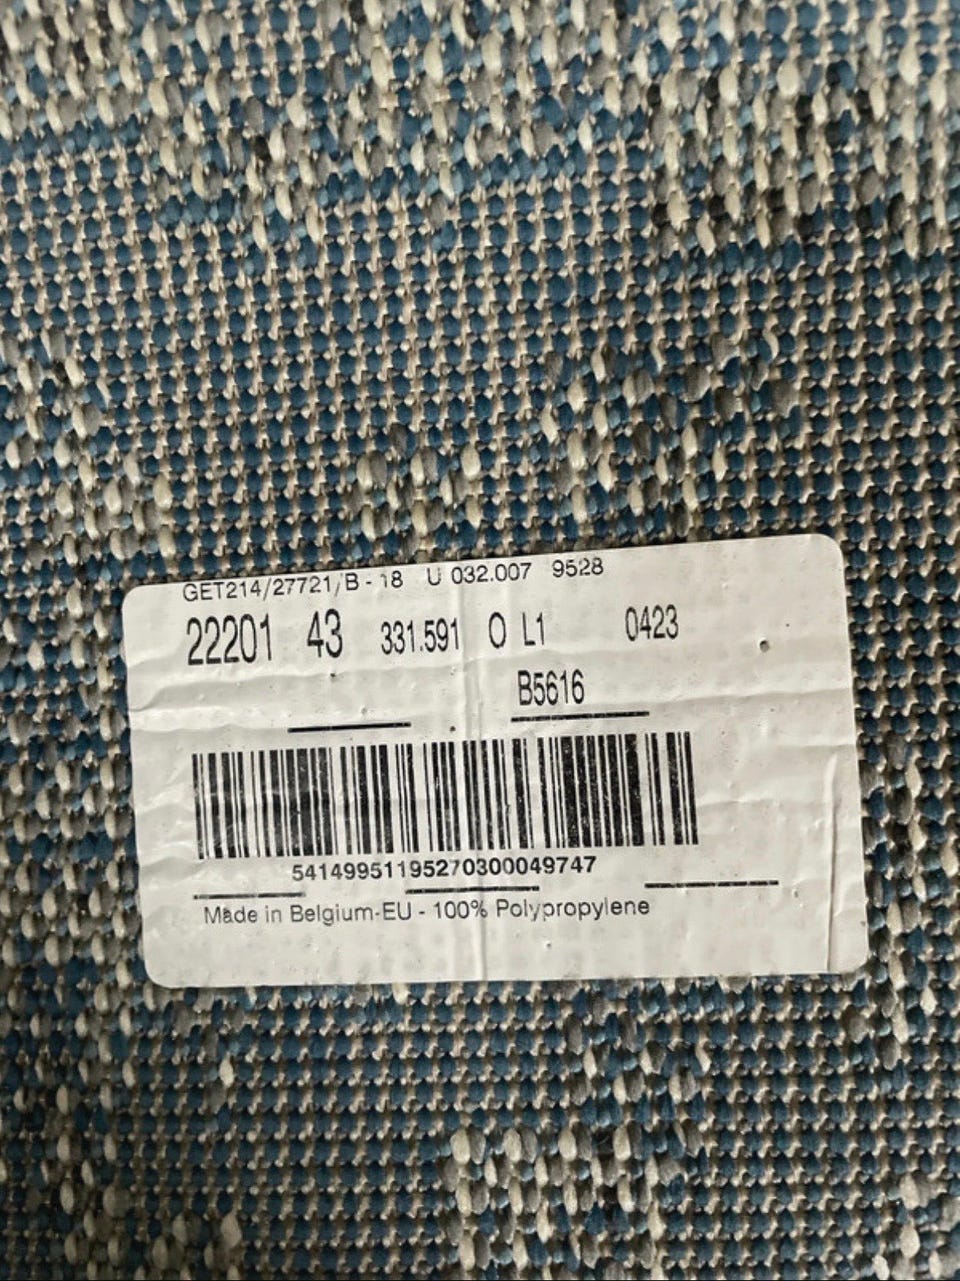 GET214/27721/B - 18 U 032.007 9528
22201 43 331.591 O L1 0423
B5616
5414995119527030004974​7
Made in Belgium-EU - 100% Polypropylene